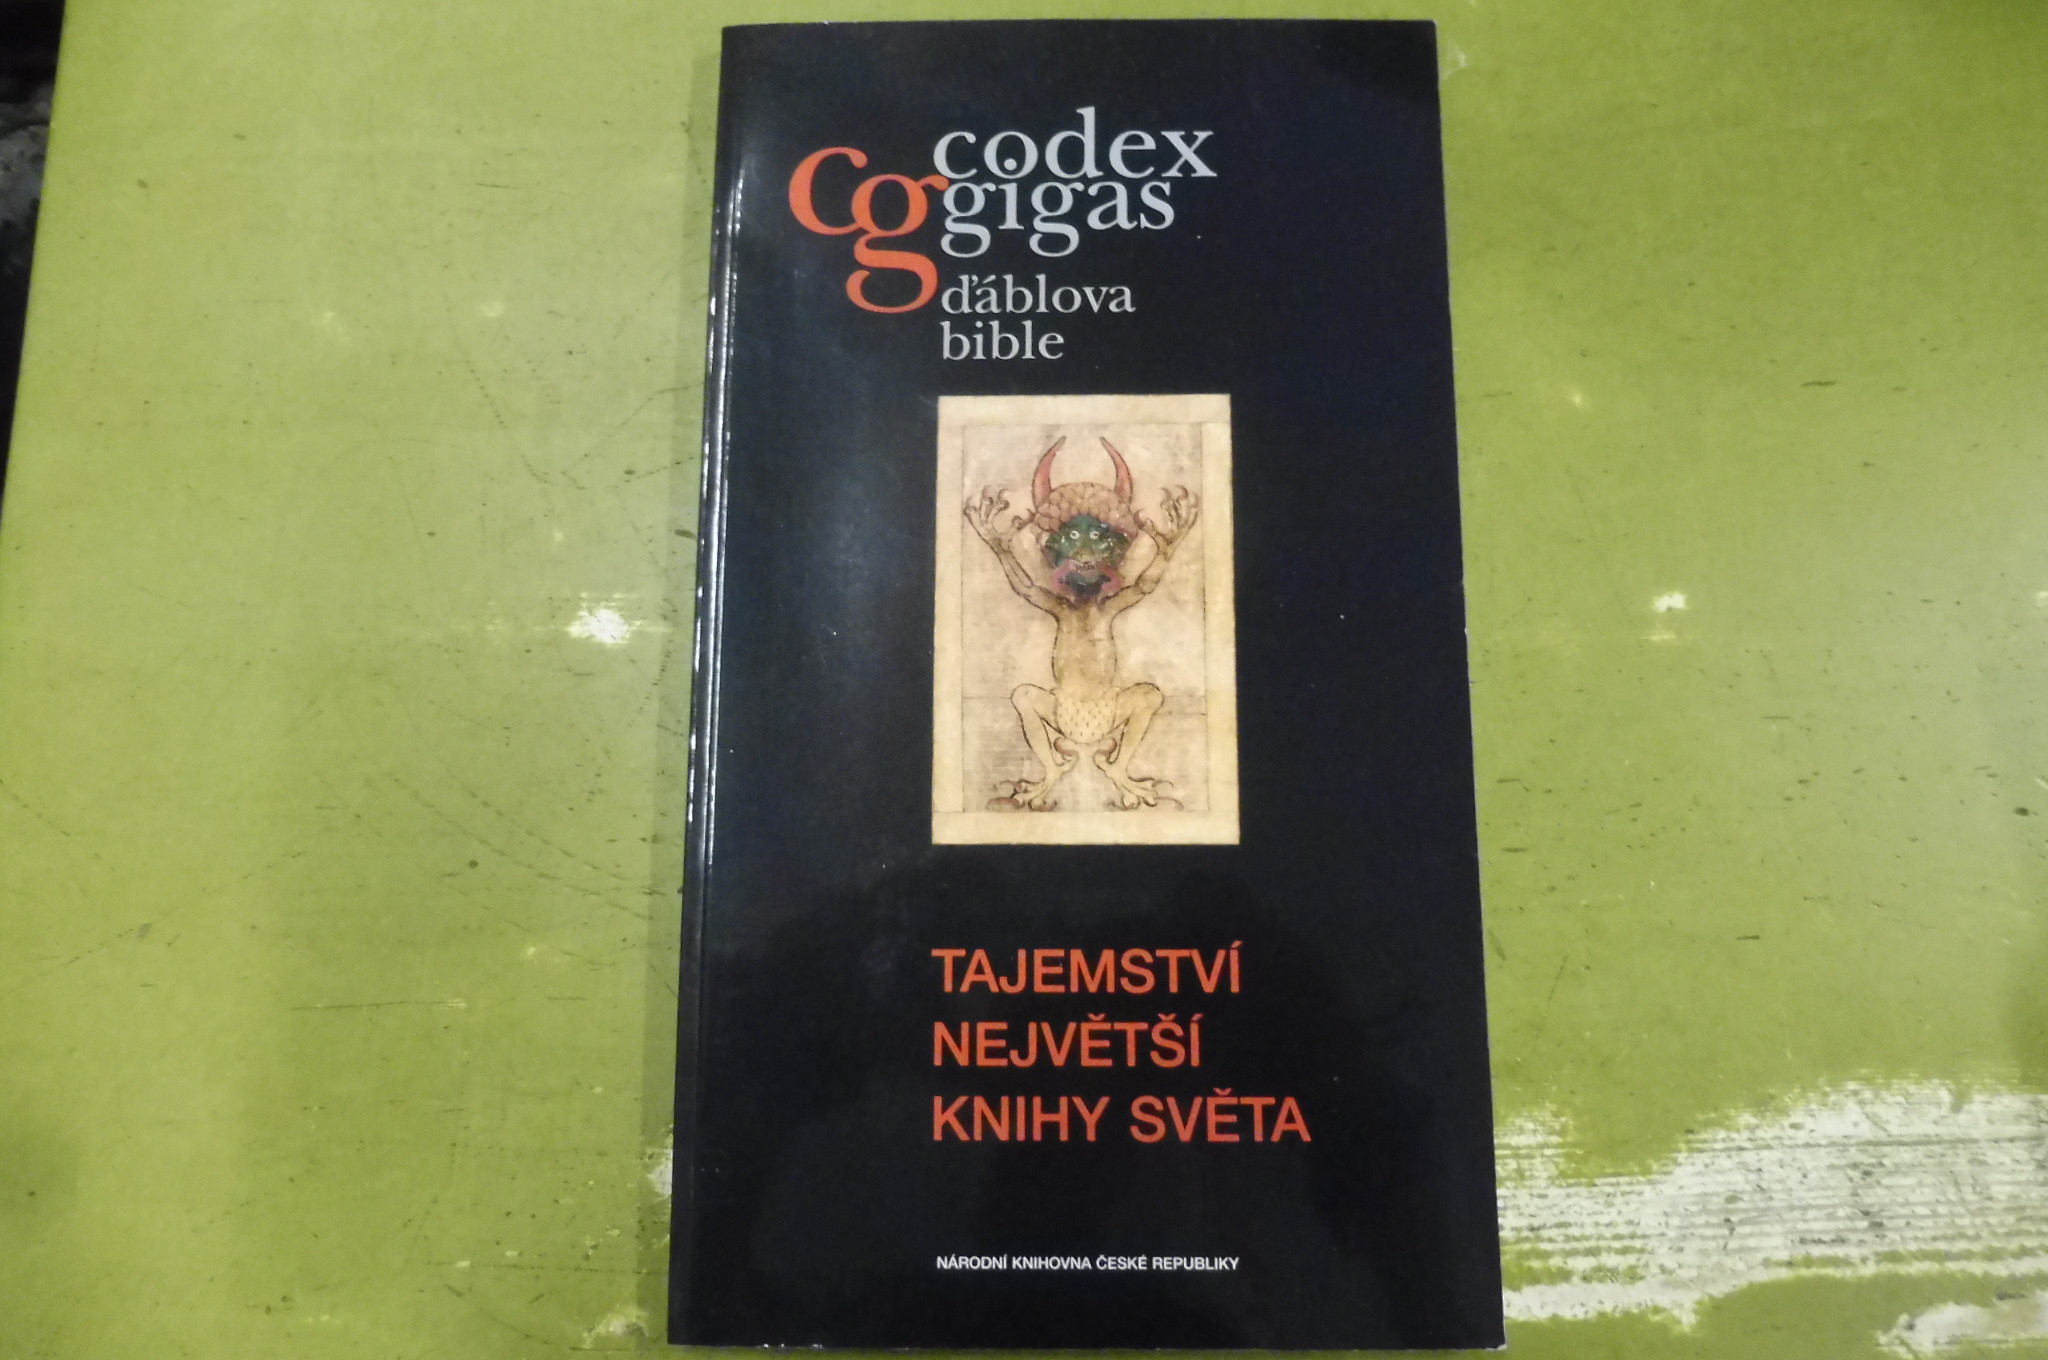 cg codex
gigas
ďáblova
bible
TAJEMSTVÍ
NEJVĚTŠÍ
KNIHY SVĚTA
NÁRODNÍ KNIHOVNA ČESKÉ REPUBLIKY